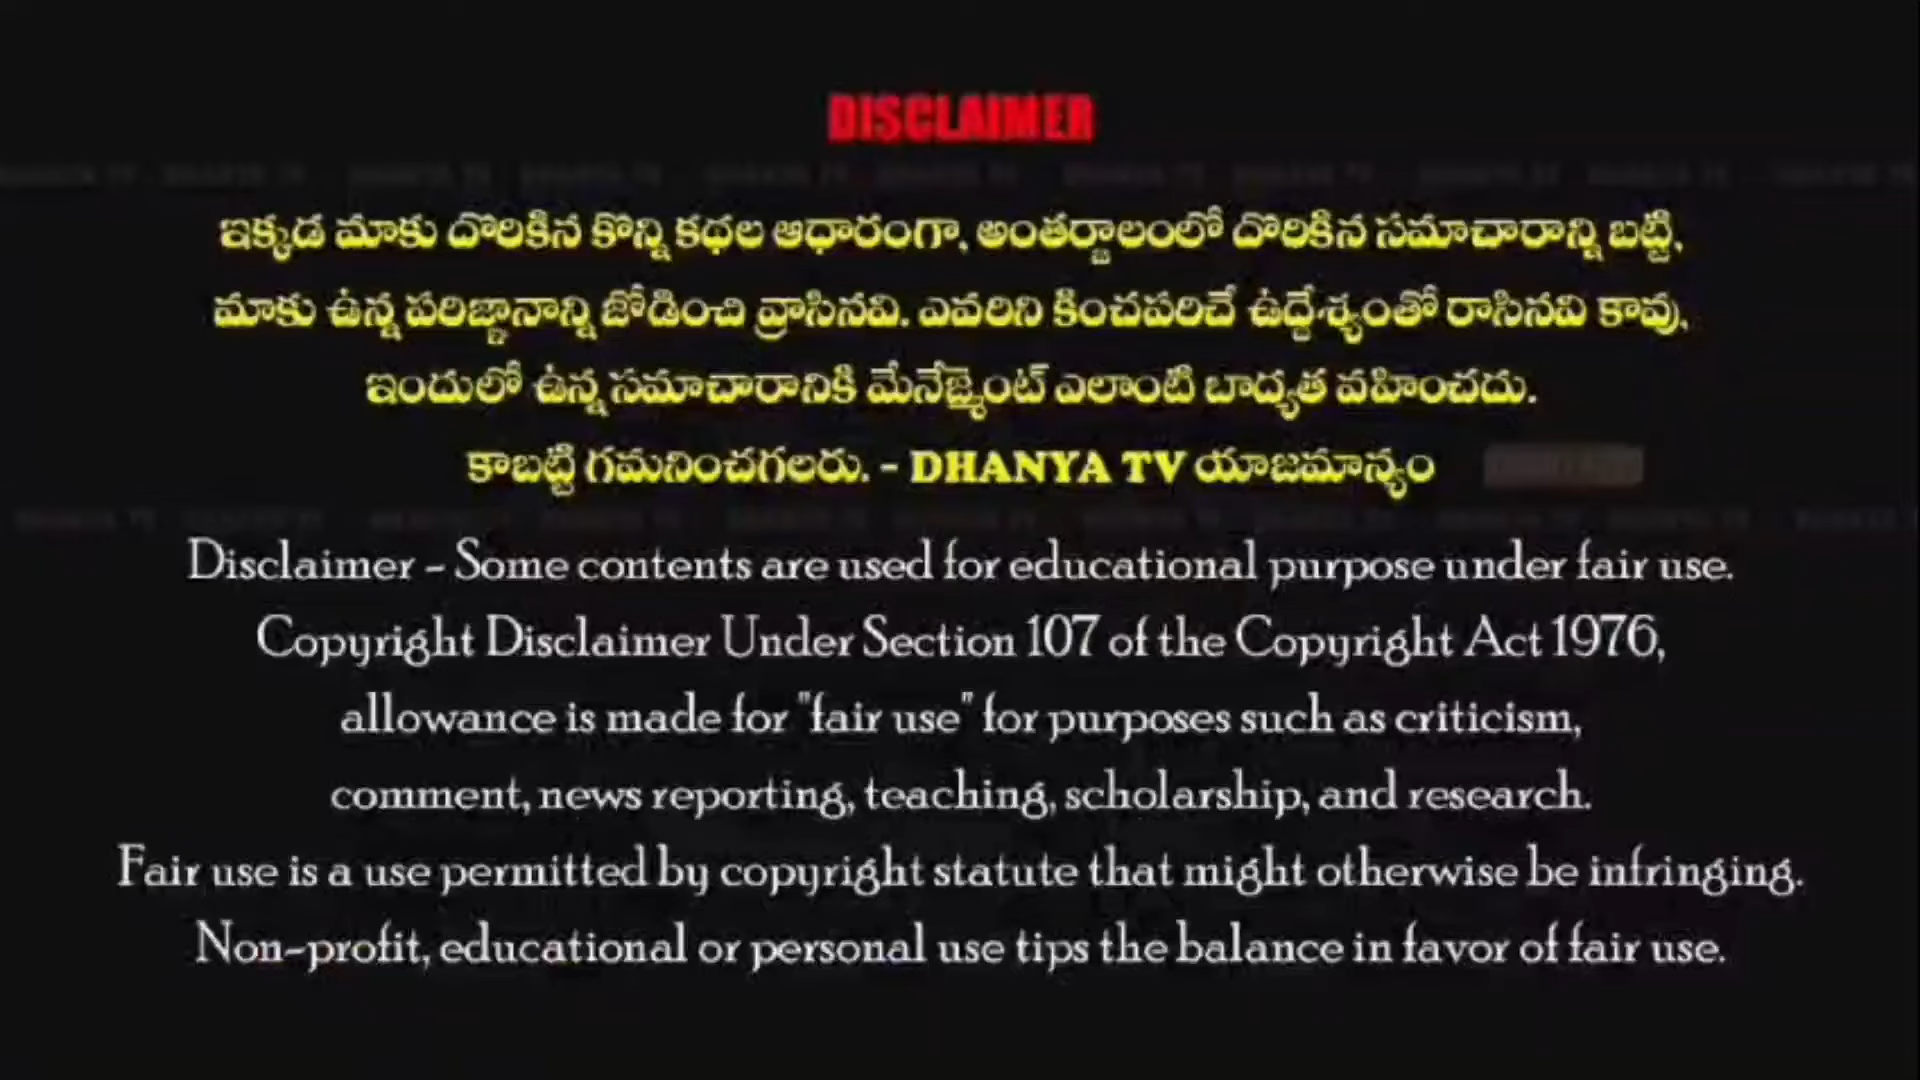 DISCLAIMER
ఇక్కడ మాకు దొరికిన కొన్ని కథల ఆధారంగా, అంతర్జాలంలో దొరికిన సమాచారాన్ని బట్టి,
మాకు ఉన్న పరిజ్ఞానాన్ని జోడించి వ్రాసినవి. ఎవరిని కించపరిచే ఉద్దేశ్యంతో రాసినవి కావు,
ఇందులో ఉన్న సమాచారానికి మేనేజ్మెంట్ ఎలాంటి బాద్యత వహించదు.
కాబట్టి గమనించగలరు. - DHANYA TV యాజమాన్యం
Disclaimer - Some contents are used for educational purpose under fair use.
Copyright Disclaimer Under Section 107 of the Copyright Act 1976,
allowance is made for "fair use" for purposes such as criticism,
comment, news reporting, teaching, scholarship, and research.
Fair use is a use permitted by copyright statute that might otherwise be infringing.
Non-profit, educational or personal use tips the balance in favor of fair use.